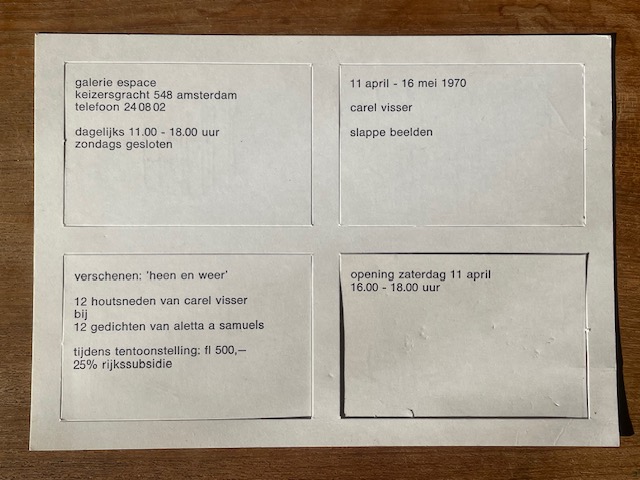 galerie espace
keizersgracht 548 amsterdam
telefoon 24 08 02
dagelijks 11.00 - 18.00 uur
zondags gesloten
11 april - 16 mei 1970
carel visser
slappe beelden
verschenen: 'heen en weer'
12 houtsneden van carel visser
bij
12 gedichten van aletta a samuels
tijdens tentoonstelling: fl 500,—
25% rijkssubsidie
opening zaterdag 11 april
16.00 - 18.00 uur